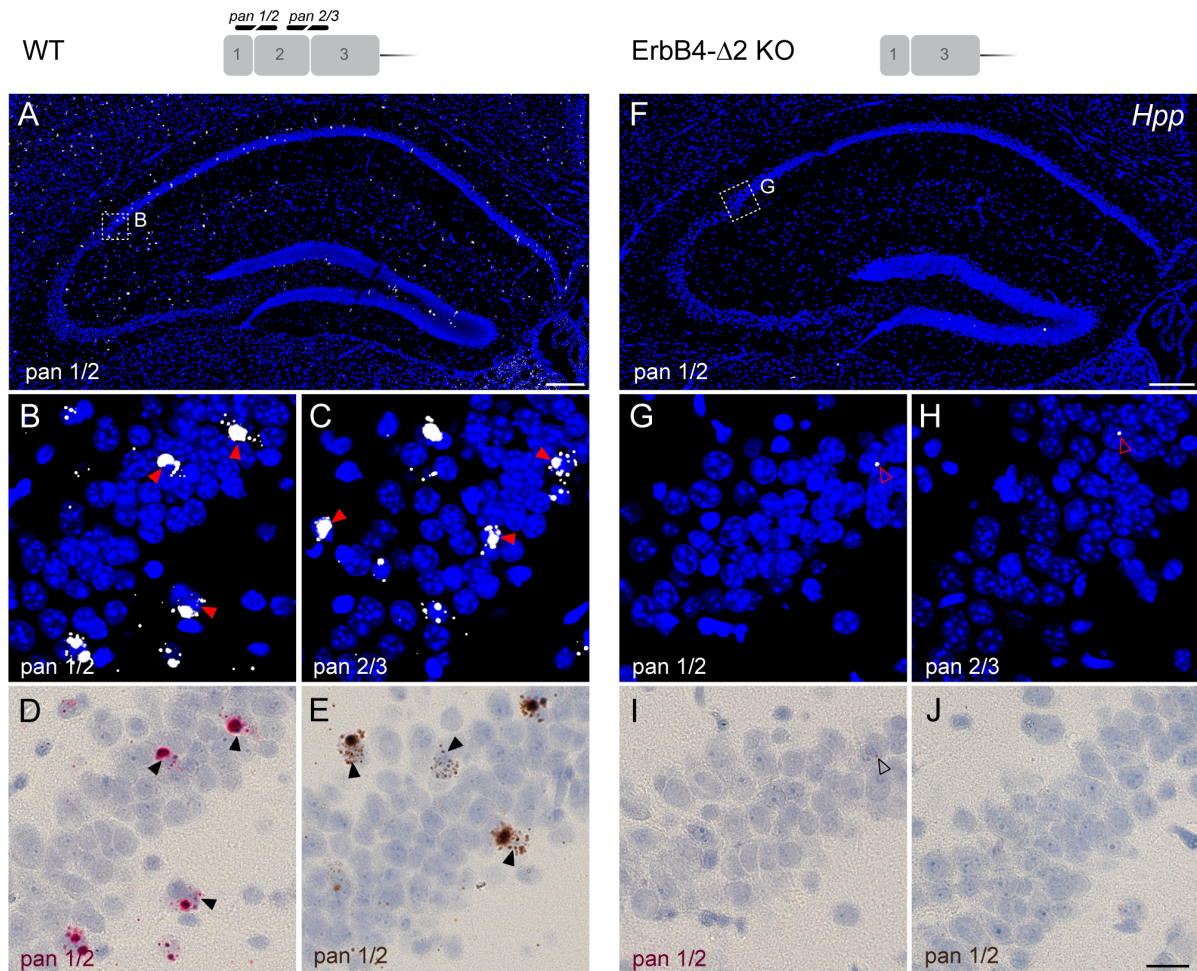 pan 1/2 pan 2/3
WT 1 2 3 ErbB4-Δ2 KO 1 3
A F Hpp
B G
pan 1/2 pan 1/2
B C G H
pan 1/2 pan 2/3 pan 1/2 pan 2/3
D E I J
pan 1/2 pan 1/2 pan 1/2 pan 1/2